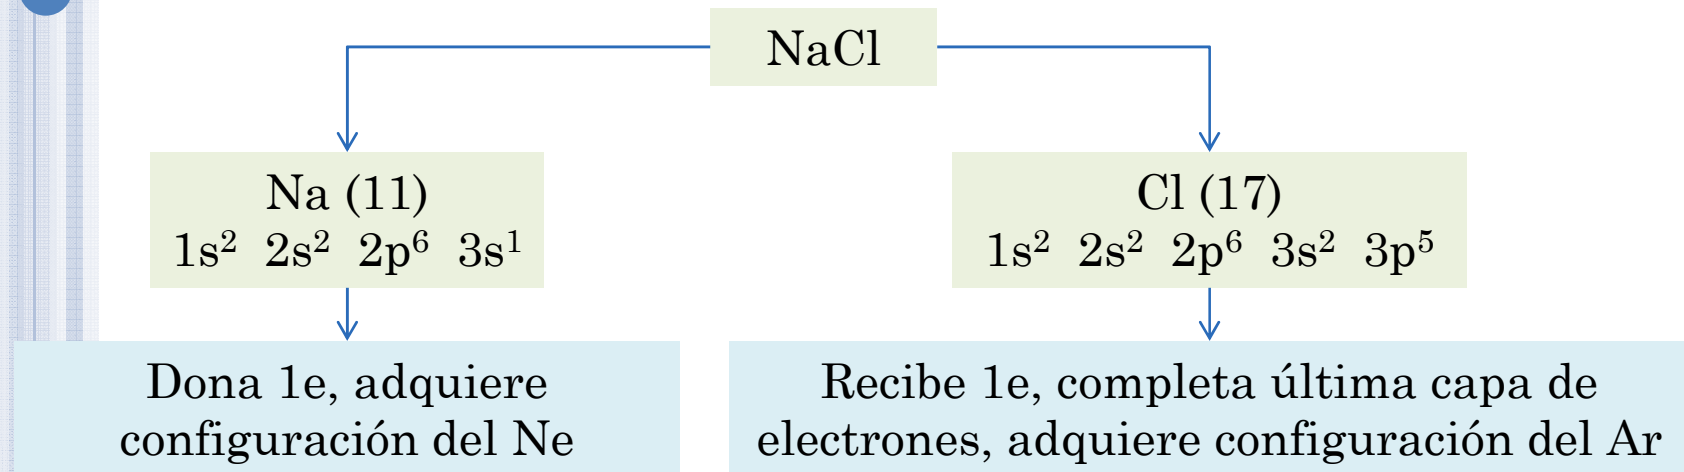 NaCl
Na (11)
1s² 2s² 2p⁶ 3s¹
Cl (17)
1s² 2s² 2p⁶ 3s² 3p⁵
Dona 1e, adquiere
configuración del Ne
Recibe 1e, completa última capa de
electrones, adquiere configuración del Ar